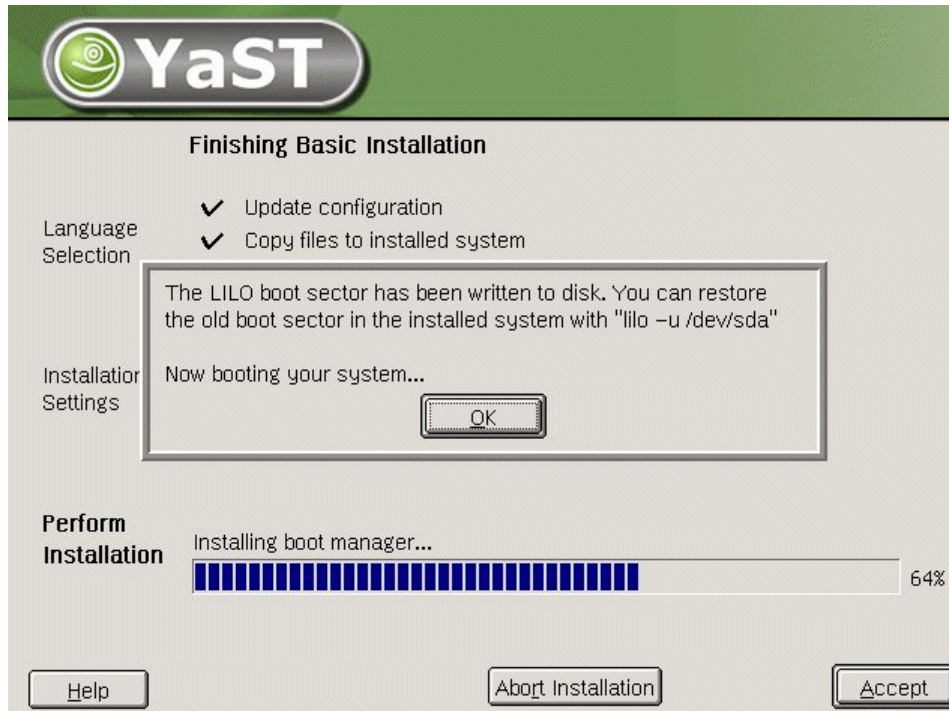 YaST
Finishing Basic Installation
Update configuration
Copy files to installed system
Language
Selection
The LILO boot sector has been written to disk. You can restore
the old boot sector in the installed system with "lilo –u /dev/sda"
Now booting your system...
OK
Installation
Settings
Perform
Installation
Installing boot manager...
64%
Help
Abort Installation
Accept